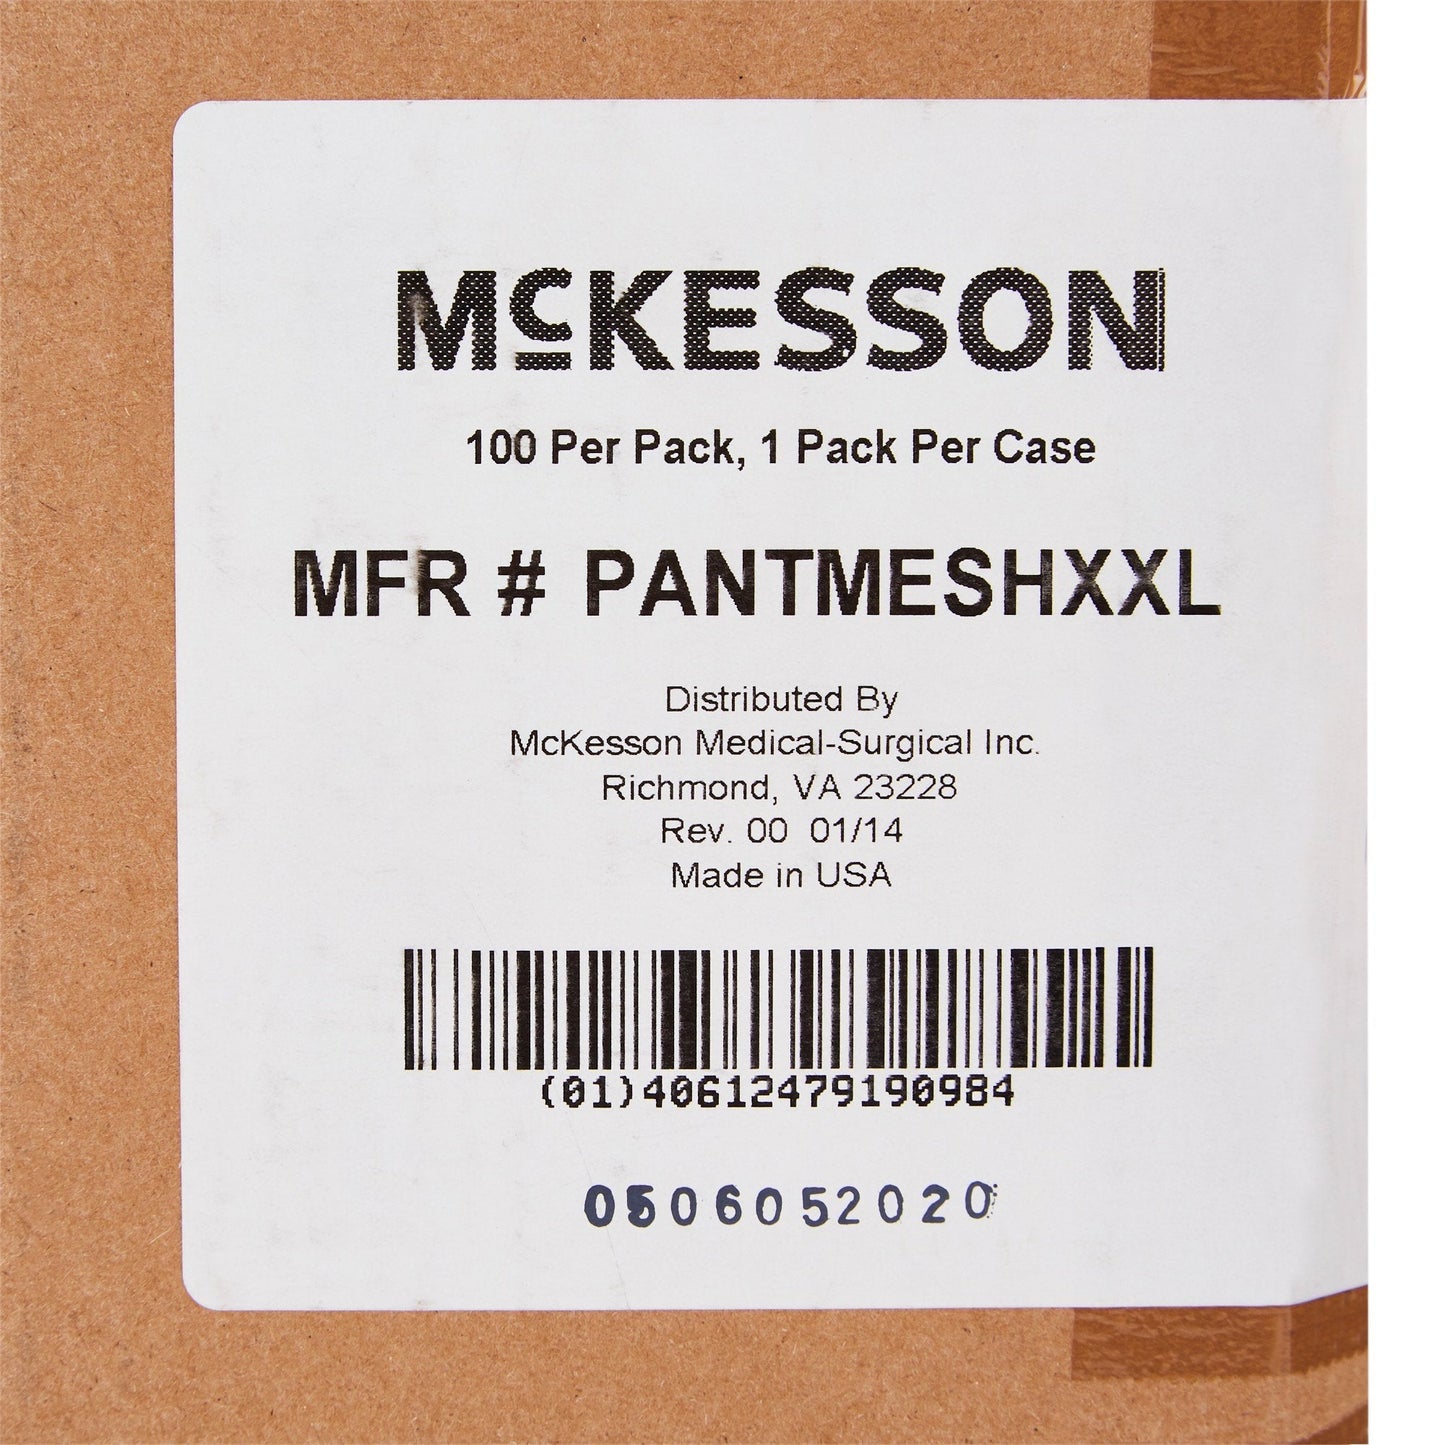 McKESSON
100 Per Pack, 1 Pack Per Case
MFR # PANTMESHXXL
Distributed By
McKesson Medical-Surgical Inc.
Richmond, VA 23228
Rev. 00 01/14
Made in USA
(01)40612479190984
0506052020